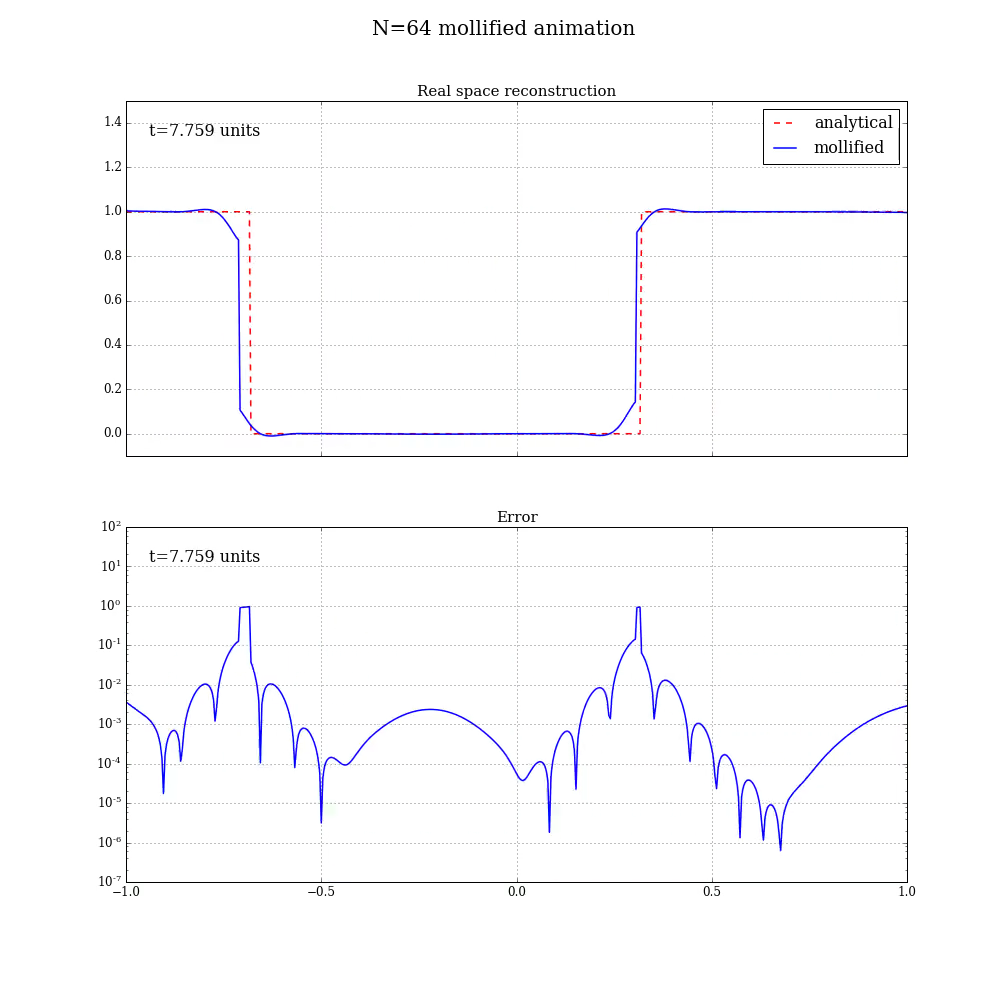 N=64 mollified animation
Real space reconstruction
t=7.759 units
analytical
mollified
1.4
1.2
1.0
0.8
0.6
0.4
0.2
0.0
Error
t=7.759 units
10²
10¹
10⁰
10⁻¹
10⁻²
10⁻³
10⁻⁴
10⁻⁵
10⁻⁶
10⁻⁷
−1.0 −0.5 0.0 0.5 1.0